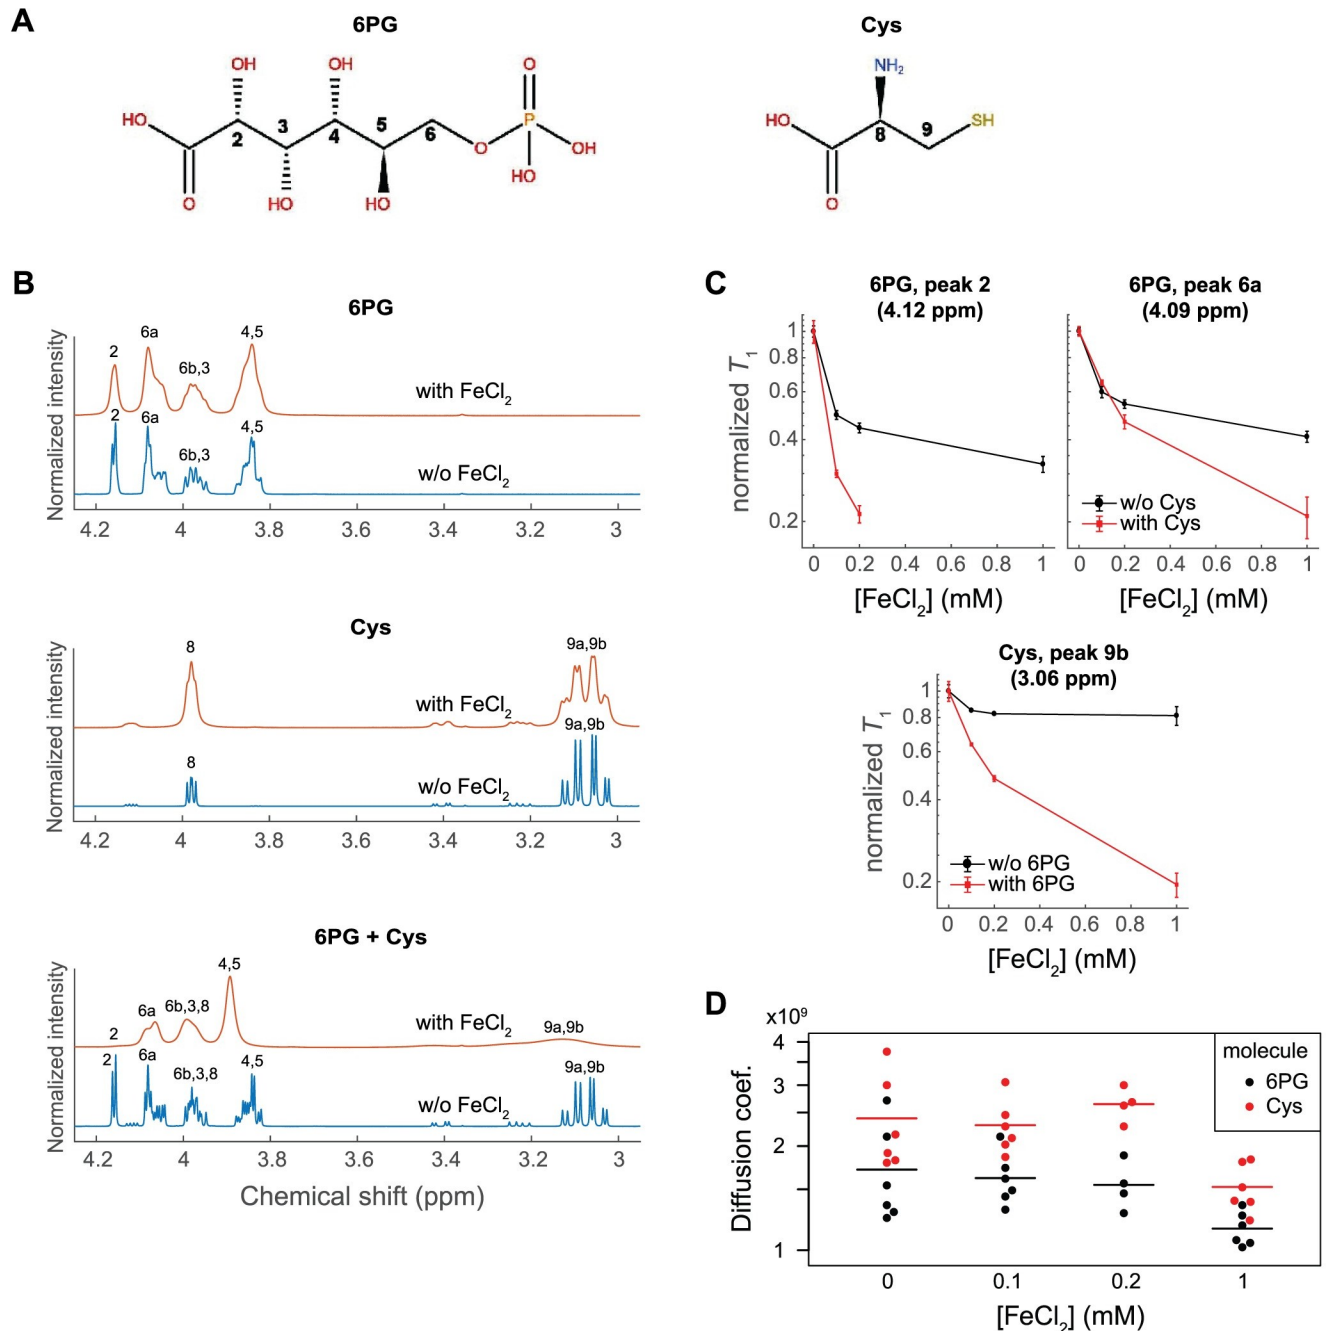 A
6PG
Cys
OH
OH
O
NH2
HO
2
3
4
5
6
O
P
OH
HO
O
HO
HO
HO
8
9
SH
O
B
6PG
Normalized intensity
2
6a
6b,3
4,5
with FeCl2
2
6a
6b,3
4,5
w/o FeCl2
4.2 4 3.8 3.6 3.4 3.2 3
Cys
Normalized intensity
8
9a,9b
with FeCl2
8
9a,9b
w/o FeCl2
4.2 4 3.8 3.6 3.4 3.2 3
6PG + Cys
Normalized intensity
2
6a
6b,3,8
4,5
with FeCl2
9a,9b
2
6a
6b,3,8
4,5
w/o FeCl2
9a,9b
4.2 4 3.8 3.6 3.4 3.2 3
Chemical shift (ppm)
C
6PG, peak 2
(4.12 ppm)
normalized T1
1
0.8
0.6
0.4
0.2
0 0.2 0.4 0.6 0.8 1
[FeCl2] (mM)
6PG, peak 6a
(4.09 ppm)
w/o Cys
with Cys
0 0.2 0.4 0.6 0.8 1
[FeCl2] (mM)
Cys, peak 9b
(3.06 ppm)
normalized T1
1
0.8
0.6
0.4
0.2
w/o 6PG
with 6PG
0 0.2 0.4 0.6 0.8 1
[FeCl2] (mM)
D
x10⁹
Diffusion coef.
4
3
2
1
molecule
6PG
Cys
0 0.1 0.2 1
[FeCl2] (mM)